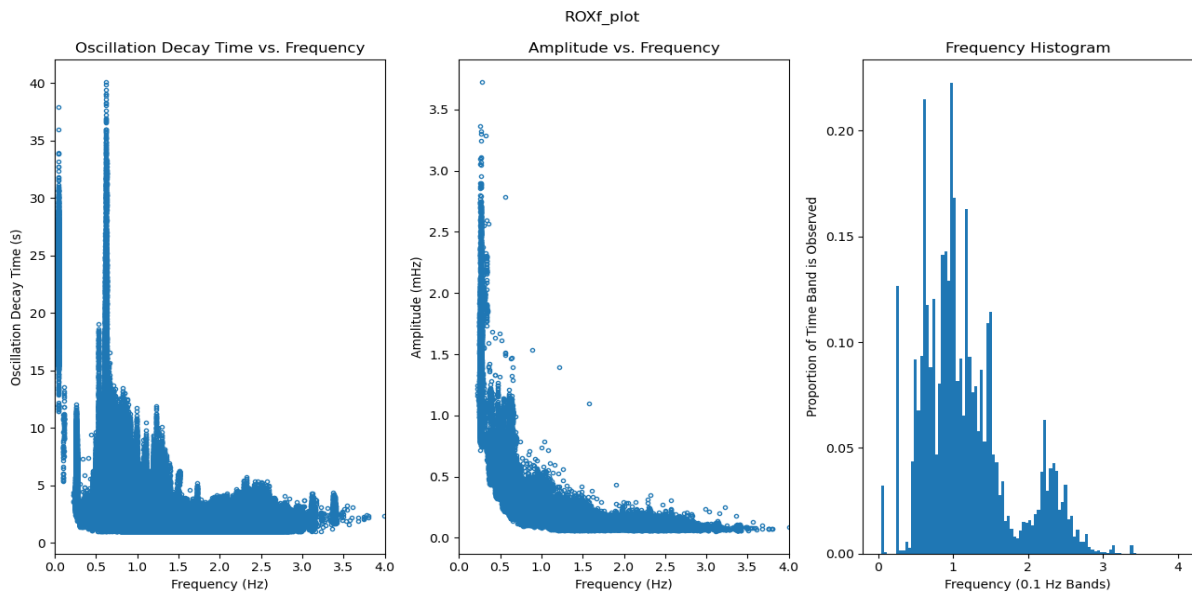 ROXf_plot
Oscillation Decay Time vs. Frequency
Oscillation Decay Time (s)
40
35
30
25
20
15
10
5
0
0.0 0.5 1.0 1.5 2.0 2.5 3.0 3.5 4.0
Frequency (Hz)
Amplitude vs. Frequency
Amplitude (mHz)
3.5
3.0
2.5
2.0
1.5
1.0
0.5
0.0
0.0 0.5 1.0 1.5 2.0 2.5 3.0 3.5 4.0
Frequency (Hz)
Frequency Histogram
Proportion of Time Band is Observed
0.20
0.15
0.10
0.05
0.00
0 1 2 3 4
Frequency (0.1 Hz Bands)